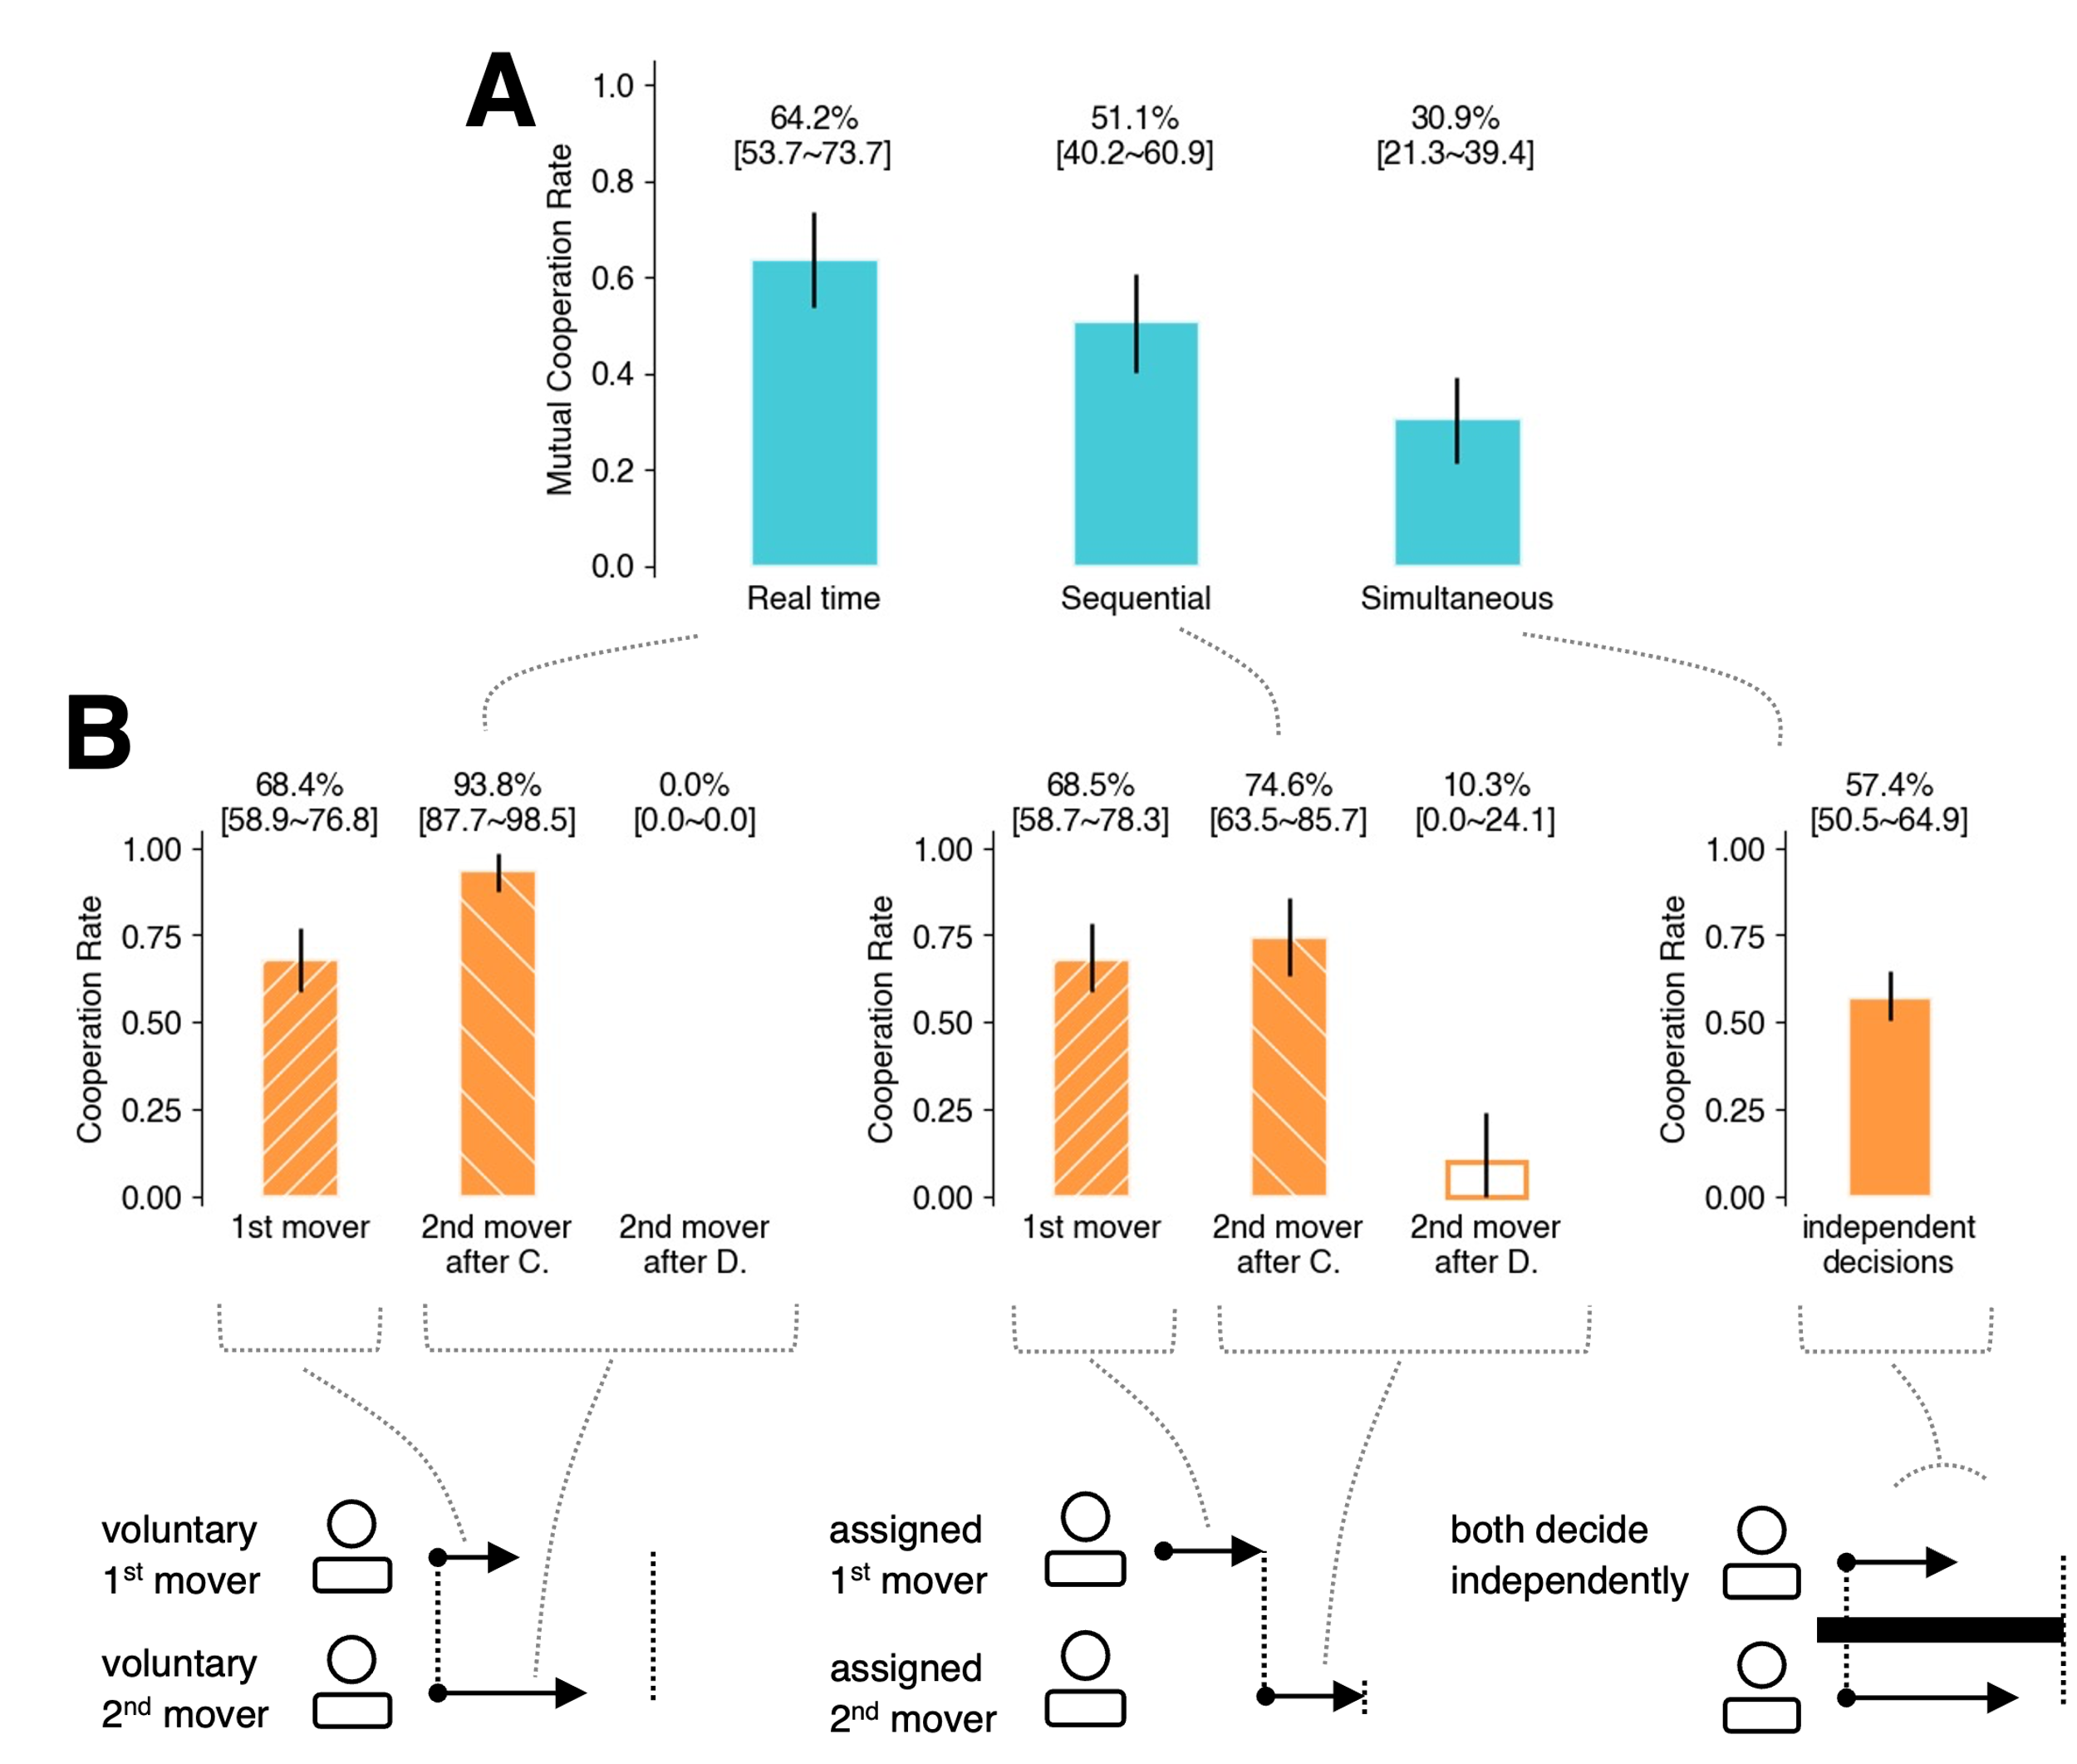 A
Mutual Cooperation Rate
1.0
0.8
0.6
0.4
0.2
0.0
64.2%
[53.7~73.7]
51.1%
[40.2~60.9]
30.9%
[21.3~39.4]
Real time
Sequential
Simultaneous
B
Cooperation Rate
1.00
0.75
0.50
0.25
0.00
68.4%
[58.9~76.8]
93.8%
[87.7~98.5]
0.0%
[0.0~0.0]
1st mover
2nd mover
after C.
2nd mover
after D.
Cooperation Rate
1.00
0.75
0.50
0.25
0.00
68.5%
[58.7~78.3]
74.6%
[63.5~85.7]
10.3%
[0.0~24.1]
1st mover
2nd mover
after C.
2nd mover
after D.
Cooperation Rate
1.00
0.75
0.50
0.25
0.00
57.4%
[50.5~64.9]
independent
decisions
voluntary
1st mover
voluntary
2nd mover
assigned
1st mover
assigned
2nd mover
both decide
independently